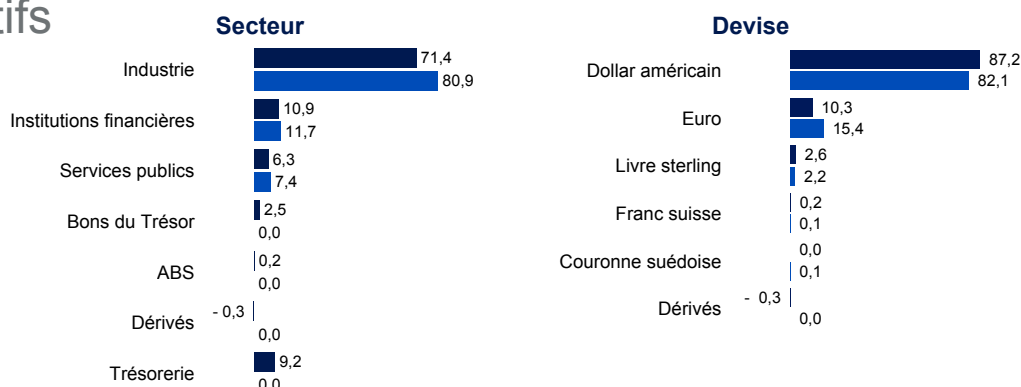 tifs
Secteur
Industrie
71,4
80,9
Institutions financières
10,9
11,7
Services publics
6,3
7,4
Bons du Trésor
2,5
0,0
ABS
0,2
0,0
Dérivés
- 0,3
0,0
Trésorerie
9,2
0,0
Devise
Dollar américain
87,2
82,1
Euro
10,3
15,4
Livre sterling
2,6
2,2
Franc suisse
0,2
0,1
Couronne suédoise
0,0
0,1
Dérivés
- 0,3
0,0